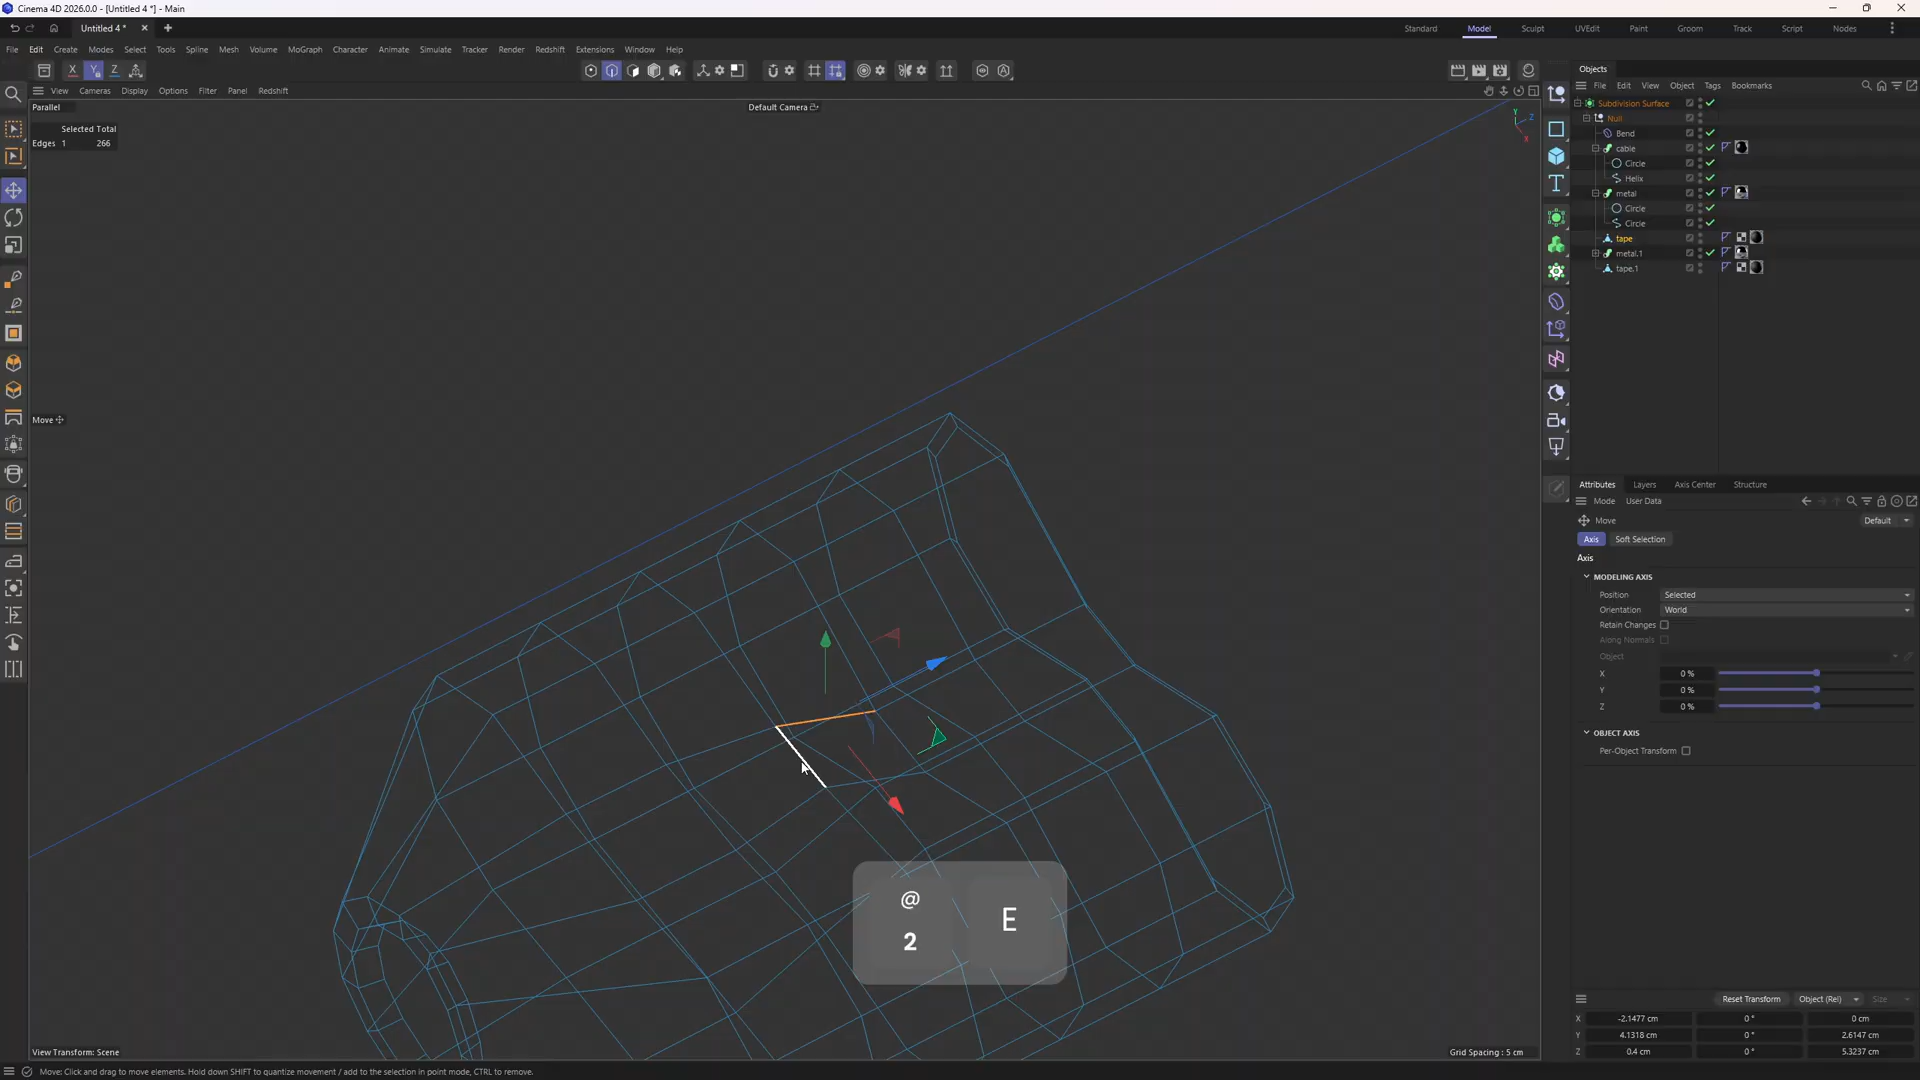 Cinema 4D 2026.0.0 - [Untitled 4 *] - Main
Untitled 4 *
Standard Model Sculpt UVEdit Paint Groom Track Script Nodes
File Edit Create Modes Select Tools Spline Mesh Volume MoGraph Character Animate Simulate Tracker Render Redshift Extensions Window Help
X Y Z
View Cameras Display Options Filter Panel Redshift
Parallel
Default Camera
Selected Total
Edges 1 266
Y
Z
X
Move
@
2
E
View Transform: Scene
Grid Spacing : 5 cm
Objects
File Edit View Object Tags Bookmarks
Subdivision Surface
Null
Bend
cable
Circle
Helix
metal
Circle
Circle
tape
metal.1
tape.1
Attributes Layers Axis Center Structure
Mode User Data
Move
Default
Axis Soft Selection
Axis
MODELING AXIS
Position Selected
Orientation World
Retain Changes
Along Normals
Object
X 0 %
Y 0 %
Z 0 %
OBJECT AXIS
Per-Object Transform
Reset Transform Object (Rel) Size
X -2.1477 cm 0 ° 0 cm
Y 4.1318 cm 0 ° 2.6147 cm
Z 0.4 cm 0 ° 5.3237 cm
Move: Click and drag to move elements. Hold down SHIFT to quantize movement / add to the selection in point mode, CTRL to remove.